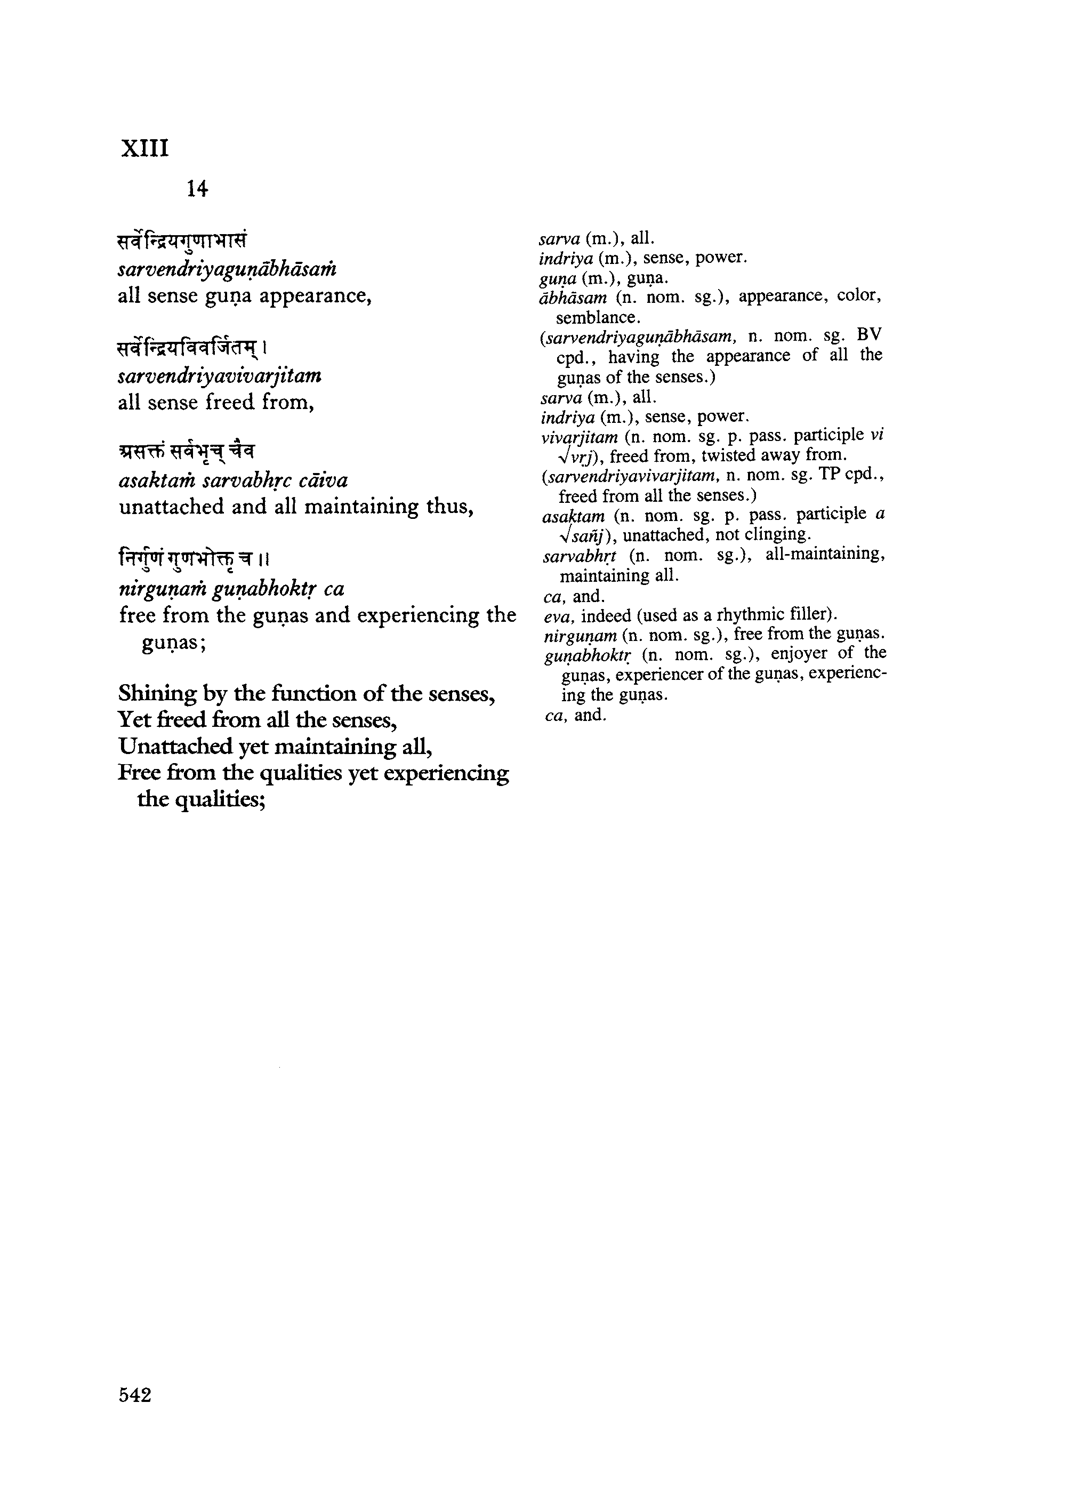 XIII
14
सर्वेन्द्रियगुणाभासं
sarvendriyaguṇābhāsaṁ
all sense guṇa appearance,
सर्वेन्द्रियविवर्जितम् ।
sarvendriyavivarjitam
all sense freed from,
असक्तं सर्वभृच् चैव
asaktaṁ sarvabhṛc cāiva
unattached and all maintaining thus,
निर्गुणं गुणभोक्तृ च ॥
nirguṇaṁ guṇabhoktṛ ca
free from the guṇas and experiencing the
guṇas;
Shining by the function of the senses,
Yet freed from all the senses,
Unattached yet maintaining all,
Free from the qualities yet experiencing
the qualities;
sarva (m.), all.
indriya (m.), sense, power.
guṇa (m.), guṇa.
ābhāsam (n. nom. sg.), appearance, color,
semblance.
(sarvendriyaguṇābhāsam, n. nom. sg. BV
cpd., having the appearance of all the
guṇas of the senses.)
sarva (m.), all.
indriya (m.), sense, power.
vivarjitam (n. nom. sg. p. pass. participle vi
√vṛj), freed from, twisted away from.
(sarvendriyavivarjitam, n. nom. sg. TP cpd.,
freed from all the senses.)
asaktam (n. nom. sg. p. pass. participle a
√sañj), unattached, not clinging.
sarvabhṛt (n. nom. sg.), all-maintaining,
maintaining all.
ca, and.
eva, indeed (used as a rhythmic filler).
nirguṇam (n. nom. sg.), free from the guṇas.
guṇabhoktṛ (n. nom. sg.), enjoyer of the
guṇas, experiencer of the guṇas, experienc-
ing the guṇas.
ca, and.
542